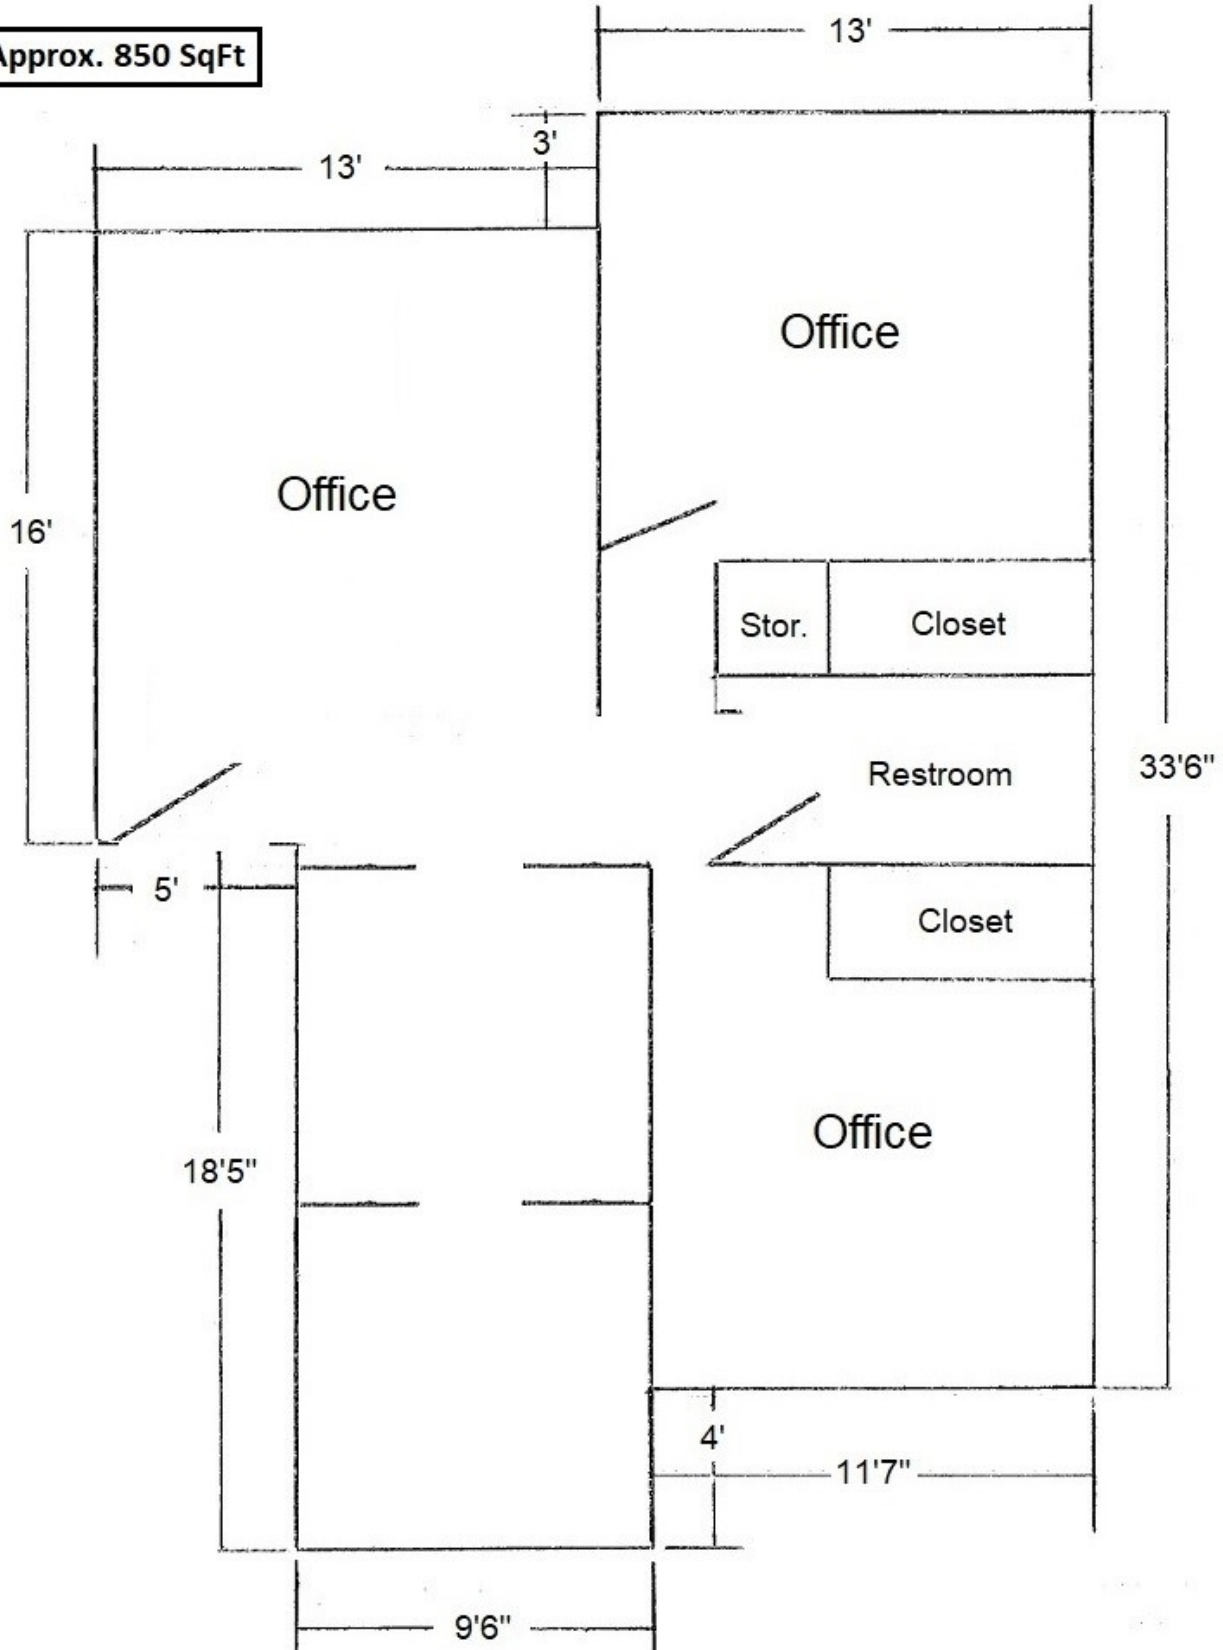 Approx. 850 SqFt
13'
3'
13'
Office
Office
16'
Stor.
Closet
Restroom
33'6"
5'
Closet
Office
18'5"
4'
11'7"
9'6"